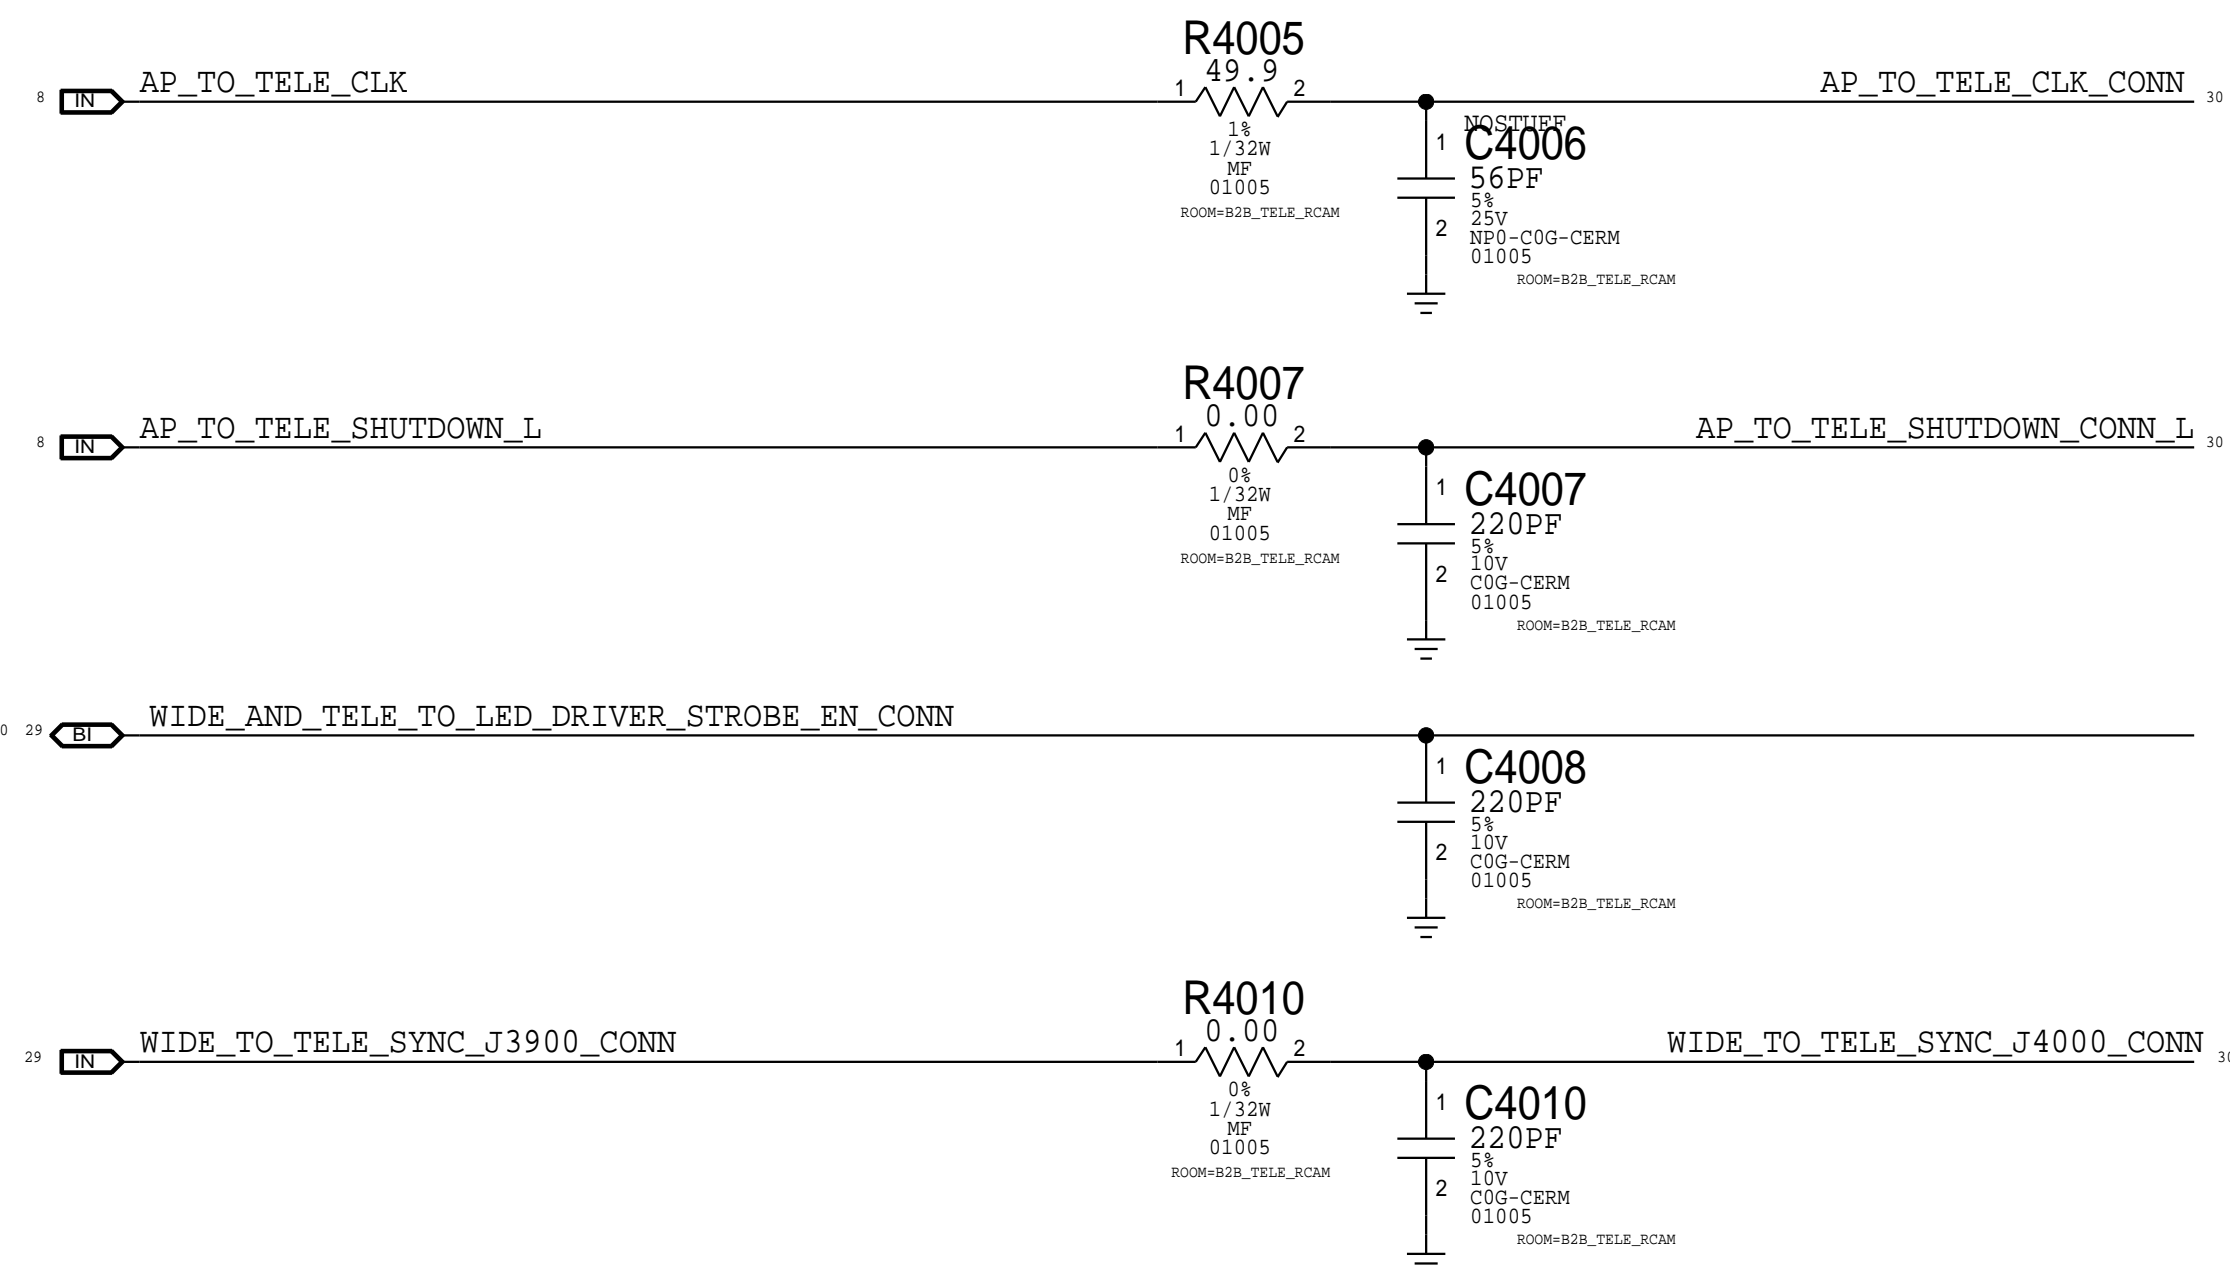 R4005
49.9
8 IN AP_TO_TELE_CLK 1 2 AP_TO_TELE_CLK_CONN 30
1%
1/32W
MF
01005
ROOM=B2B_TELE_RCAM
NOSTUFF
1 C4006
56PF
5%
25V
2
NP0-C0G-CERM
01005
ROOM=B2B_TELE_RCAM
R4007
0.00
8 IN AP_TO_TELE_SHUTDOWN_L 1 2 AP_TO_TELE_SHUTDOWN_CONN_L 30
0%
1/32W
MF
01005
ROOM=B2B_TELE_RCAM
1 C4007
220PF
5%
10V
2
C0G-CERM
01005
ROOM=B2B_TELE_RCAM
0 29 BI WIDE_AND_TELE_TO_LED_DRIVER_STROBE_EN_CONN
1 C4008
220PF
5%
10V
2
C0G-CERM
01005
ROOM=B2B_TELE_RCAM
R4010
0.00
29 IN WIDE_TO_TELE_SYNC_J3900_CONN 1 2 WIDE_TO_TELE_SYNC_J4000_CONN 30
0%
1/32W
MF
01005
ROOM=B2B_TELE_RCAM
1 C4010
220PF
5%
10V
2
C0G-CERM
01005
ROOM=B2B_TELE_RCAM